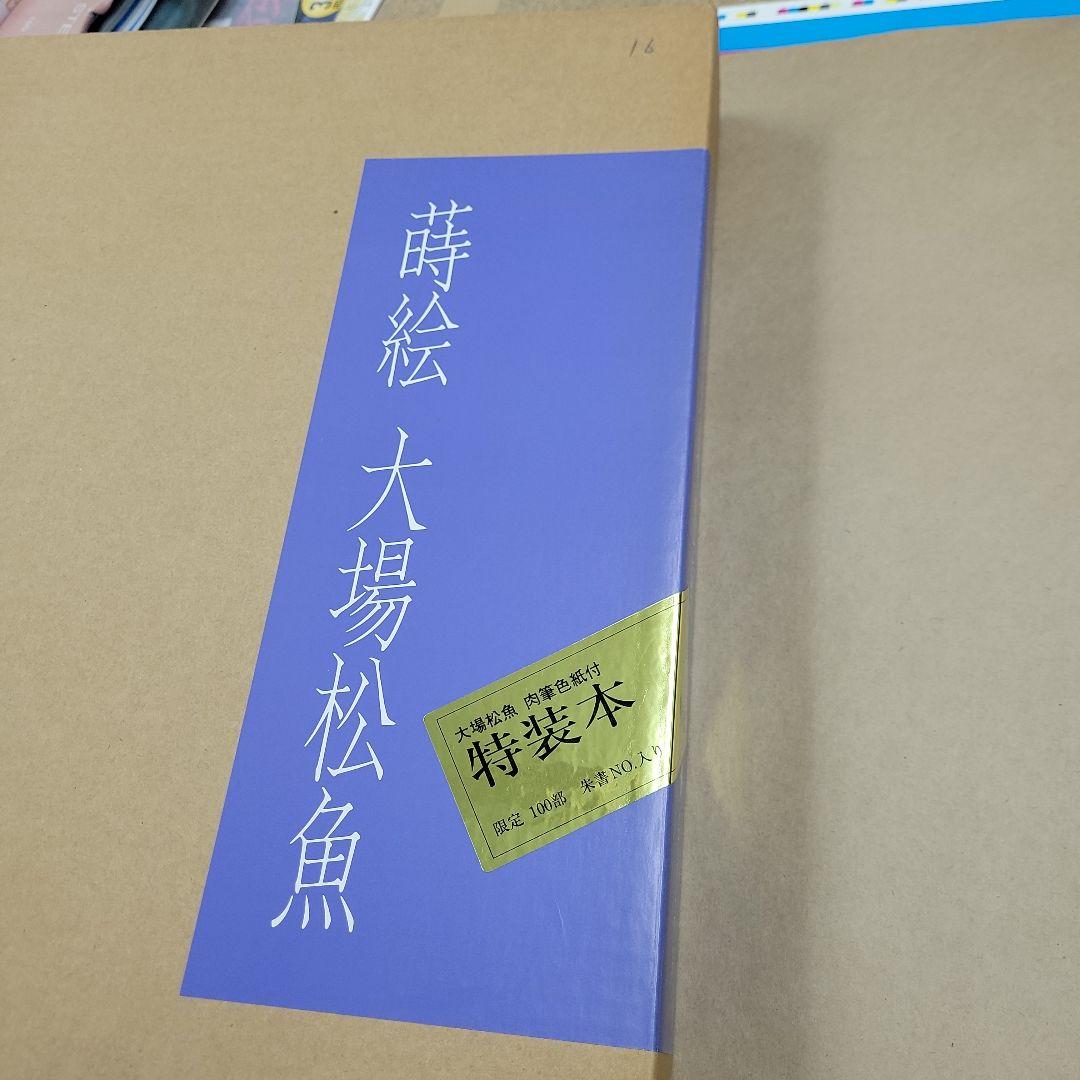 16
蒔絵 大場松魚
大場松魚 肉筆色紙付
特装本
限定 100部 朱書NO.入り